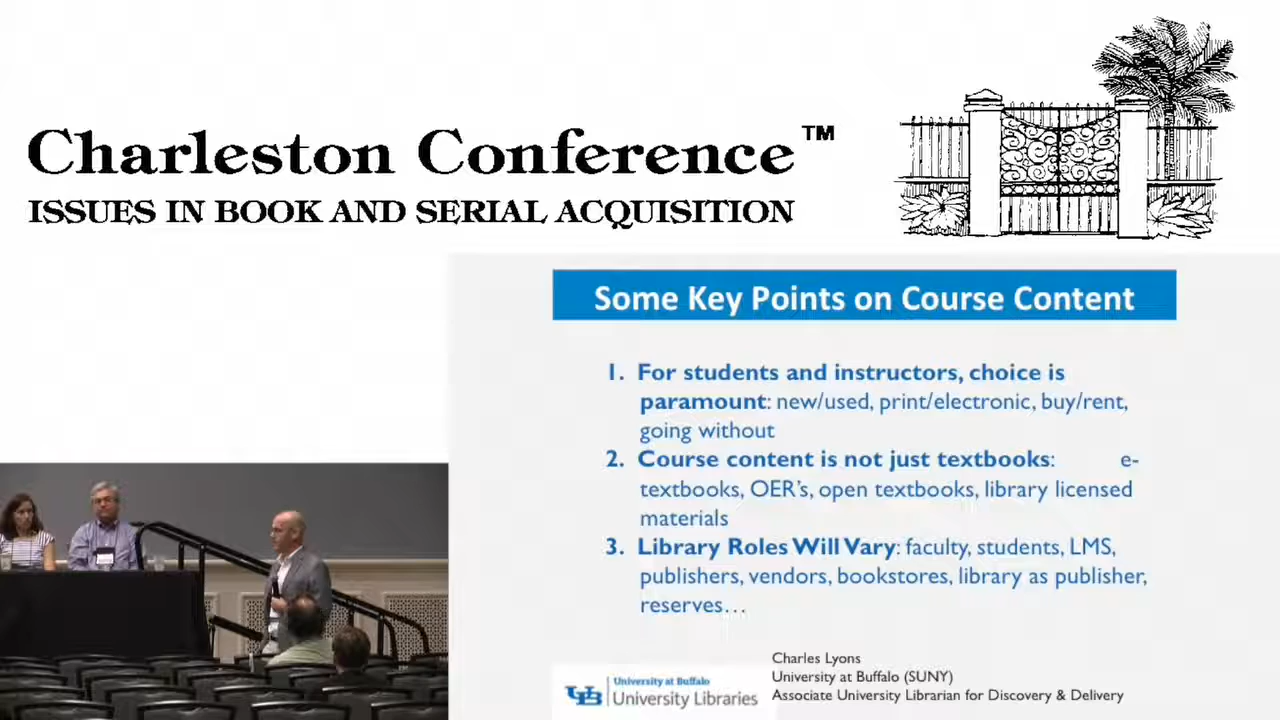 Charleston Conference™
ISSUES IN BOOK AND SERIAL ACQUISITION
Some Key Points on Course Content
1. For students and instructors, choice is
paramount: new/used, print/electronic, buy/rent,
going without
2. Course content is not just textbooks: e-
textbooks, OER's, open textbooks, library licensed
materials
3. Library Roles Will Vary: faculty, students, LMS,
publishers, vendors, bookstores, library as publisher,
reserves…
UB
University at Buffalo
University Libraries
Charles Lyons
University at Buffalo (SUNY)
Associate University Librarian for Discovery & Delivery